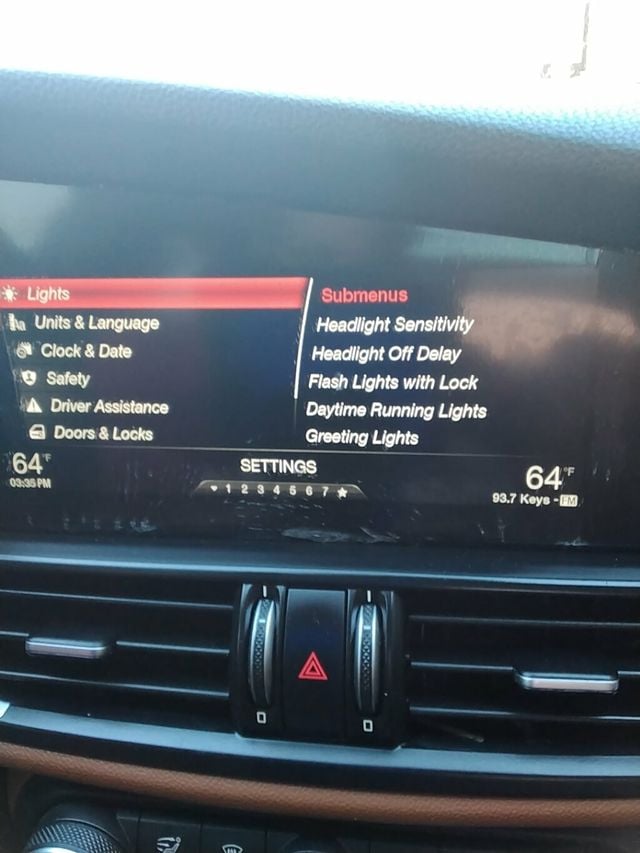 Lights
Units & Language
Clock & Date
Safety
Driver Assistance
Doors & Locks
Submenus
Headlight Sensitivity
Headlight Off Delay
Flash Lights with Lock
Daytime Running Lights
Greeting Lights
64°F
03:35 PM
SETTINGS
1 2 3 4 5 6 7
64°F
93.7 Keys - FM